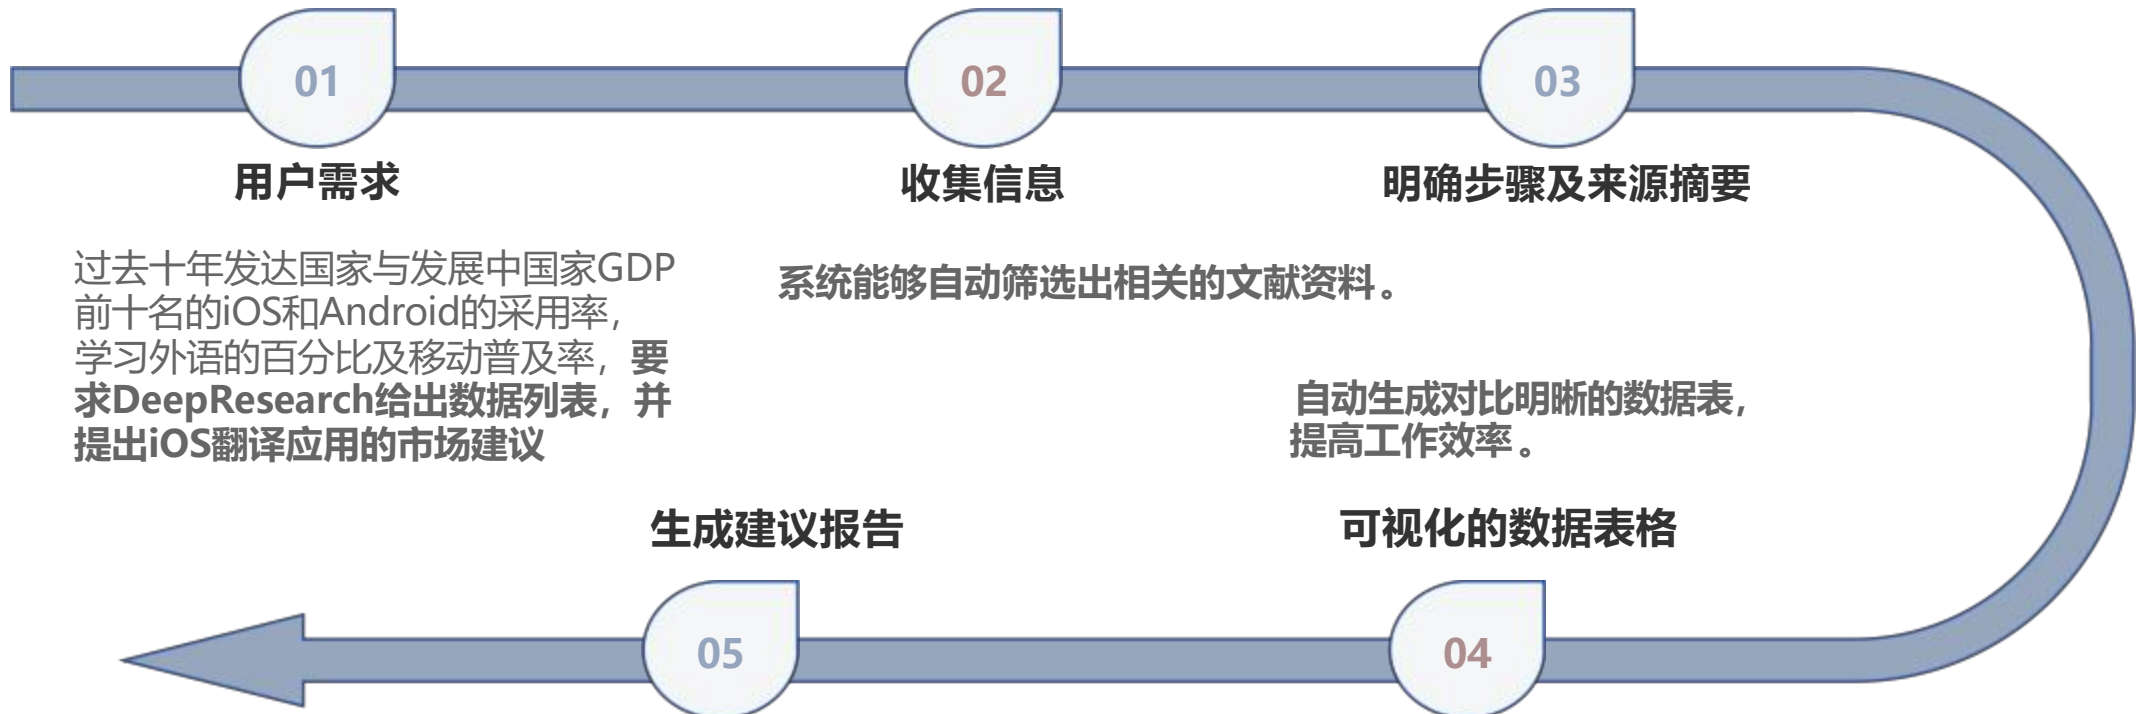 01
02
03
用户需求
收集信息
明确步骤及来源摘要
过去十年发达国家与发展中国家GDP
前十名的iOS和Android的采用率，
学习外语的百分比及移动普及率，要
求DeepResearch给出数据列表，并
提出iOS翻译应用的市场建议
系统能够自动筛选出相关的文献资料。
自动生成对比明晰的数据表，
提高工作效率。
可视化的数据表格
生成建议报告
04
05